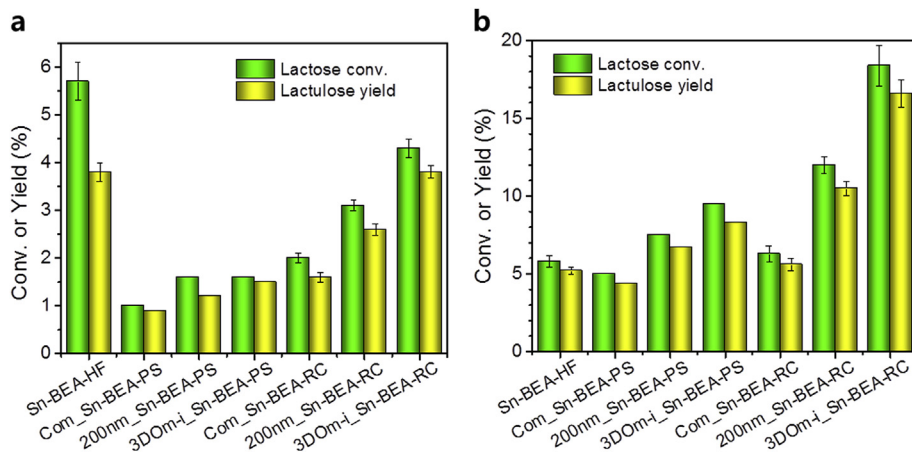 a
Conv. or Yield (%)
6
5
4
3
2
1
0
Lactose conv.
Lactulose yield
Sn-BEA-HF
Com_Sn-BEA-PS
200nm_Sn-BEA-PS
3DOm-i_Sn-BEA-PS
Com_Sn-BEA-RC
200nm_Sn-BEA-RC
3DOm-i_Sn-BEA-RC
b
Conv. or Yield (%)
20
15
10
5
0
Lactose conv.
Lactulose yield
Sn-BEA-HF
Com_Sn-BEA-PS
200nm_Sn-BEA-PS
3DOm-i_Sn-BEA-PS
Com_Sn-BEA-RC
200nm_Sn-BEA-RC
3DOm-i_Sn-BEA-RC